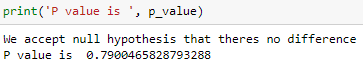 print('P value is ', p_value)
We accept null hypothesis that theres no difference
P value is  0.7900465828793288